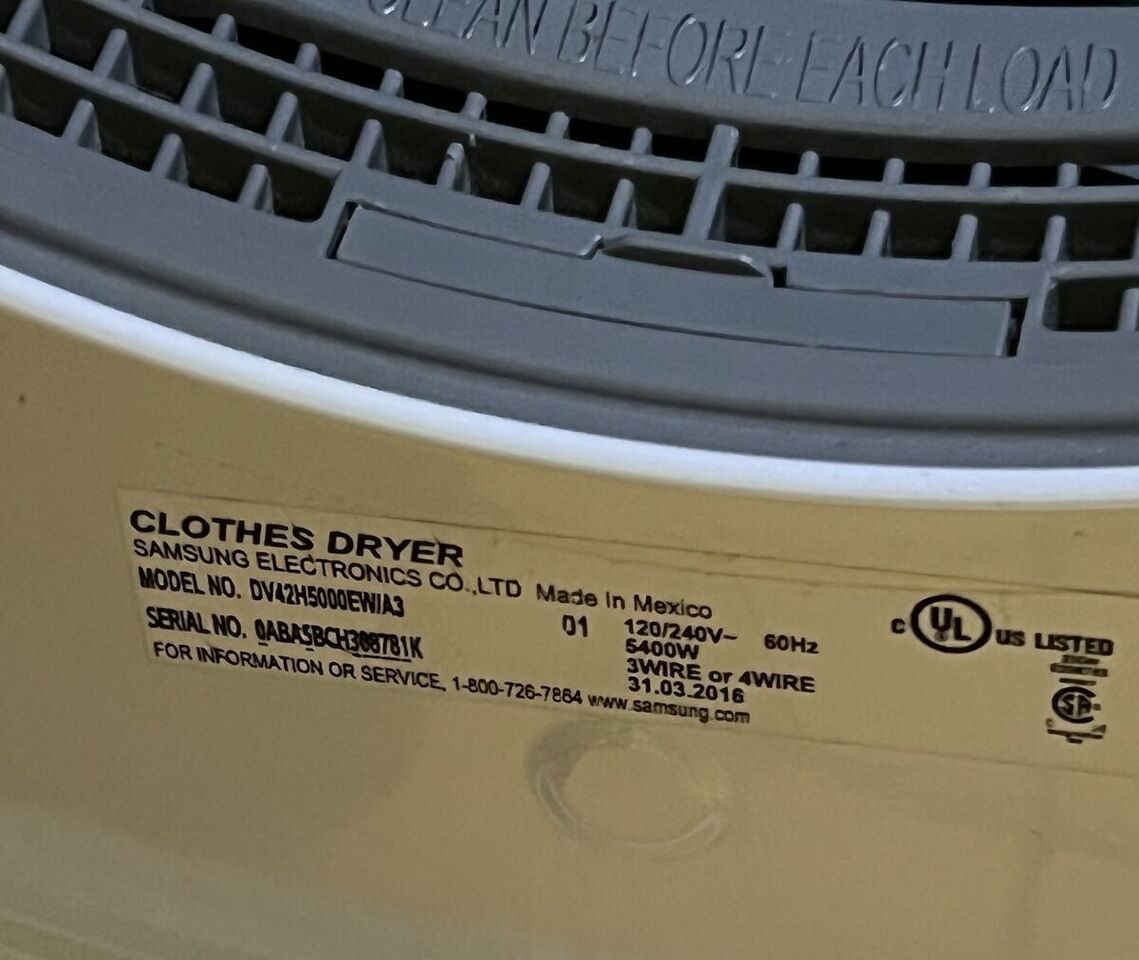 CLEAN BEFORE EACH LOAD
CLOTHES DRYER
SAMSUNG ELECTRONICS CO.,LTD Made In Mexico
MODEL NO. DV42H5000EW/A3
01 120/240V~ 60Hz
5400W
SERIAL NO. 0ABA5BCH308781K
3WIRE or 4WIRE
31.03.2016
FOR INFORMATION OR SERVICE, 1-800-726-7864 www.samsung.com
c UL US LISTED
SA